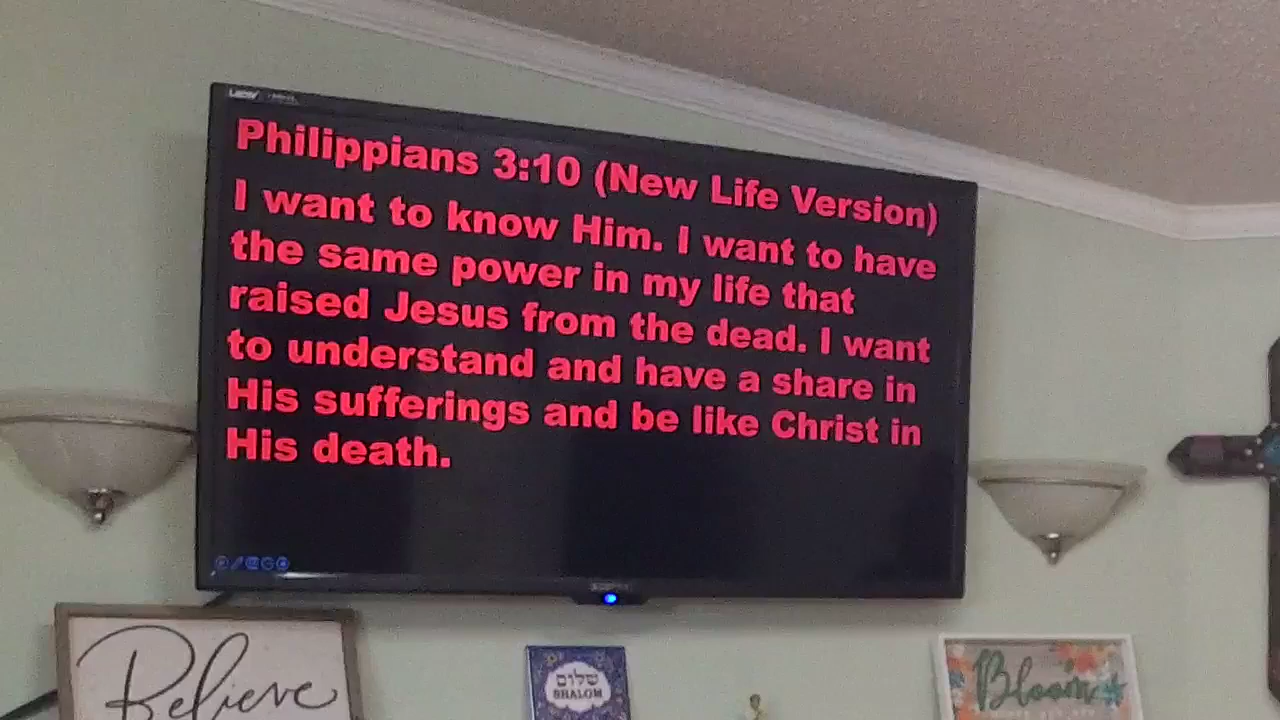 Philippians 3:10 (New Life Version)
I want to know Him. I want to have
the same power in my life that
raised Jesus from the dead. I want
to understand and have a share in
His sufferings and be like Christ in
His death.
Believe
שלום
SHALOM
Bloom